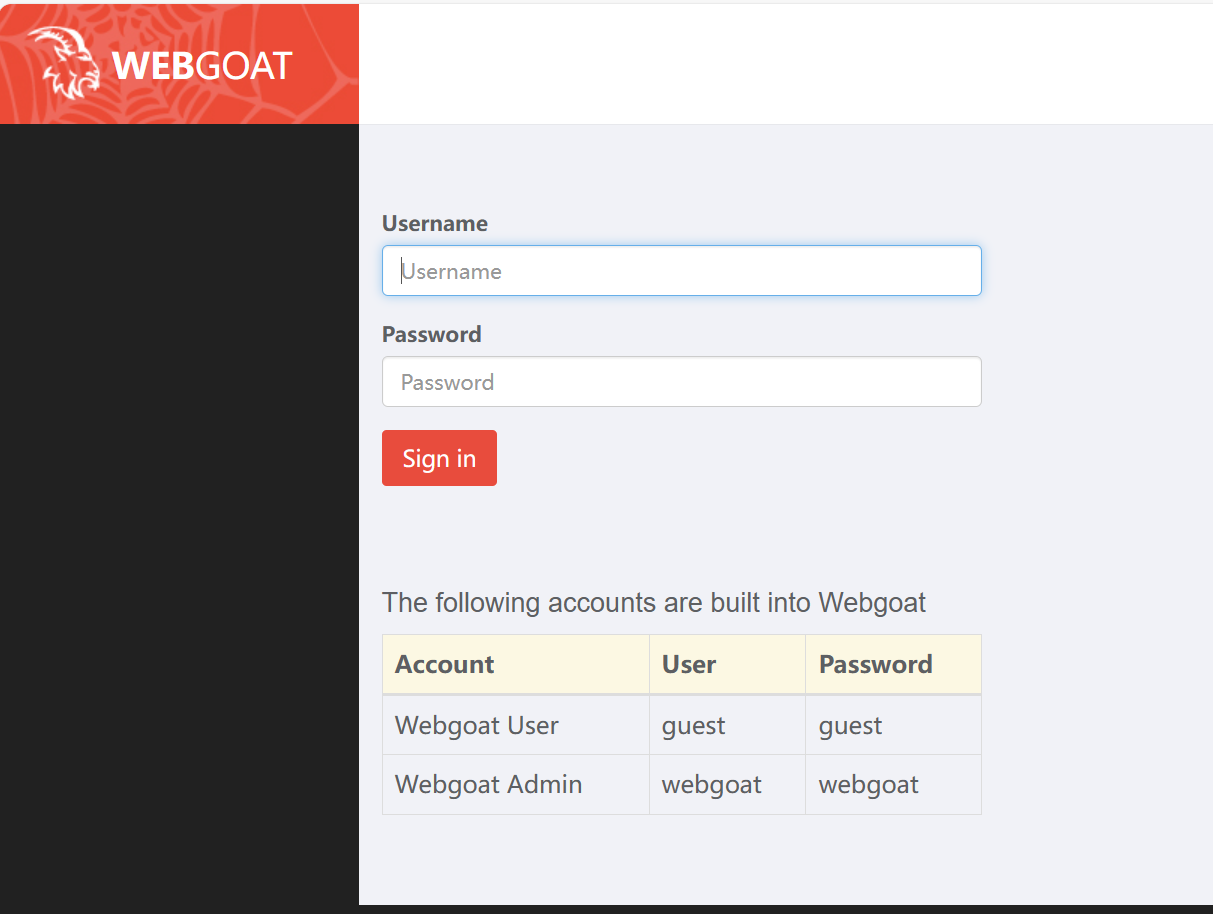 WEBGOAT
Username
Username
Password
Password
Sign in
The following accounts are built into Webgoat
Account User Password
Webgoat User guest guest
Webgoat Admin webgoat webgoat